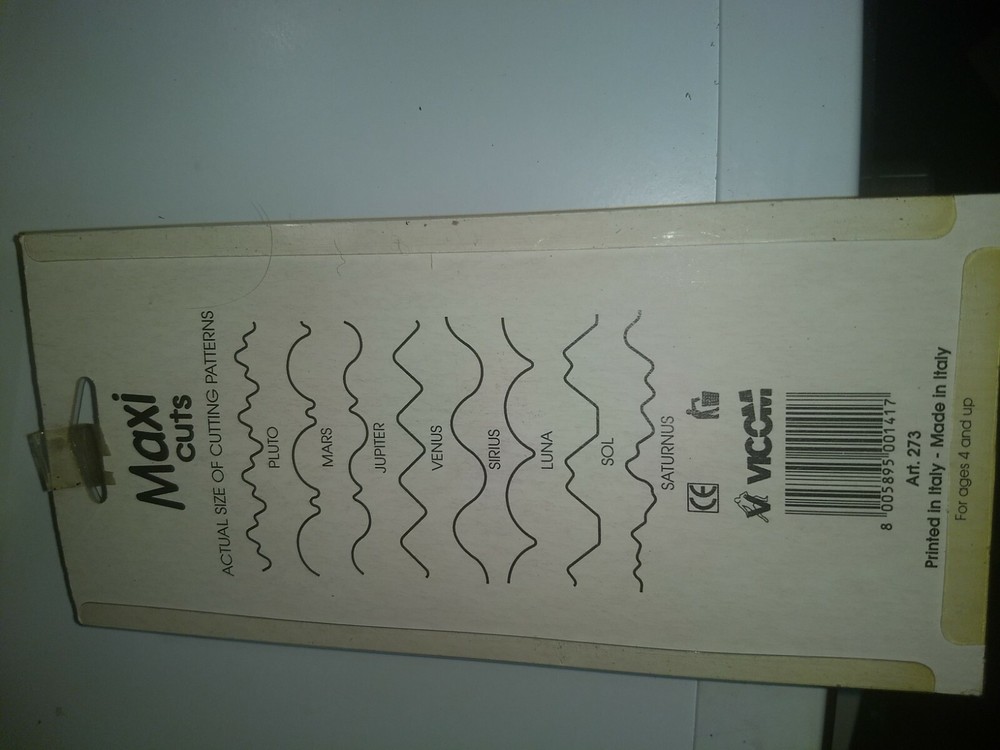 Maxi
cuts
ACTUAL SIZE OF CUTTING PATTERNS
PLUTO
MARS
JUPITER
VENUS
SIRIUS
LUNA
SOL
SATURNUS
CE
VICCOM
8 005895 001417
Art. 273
Printed in Italy - Made in Italy
For ages 4 and up